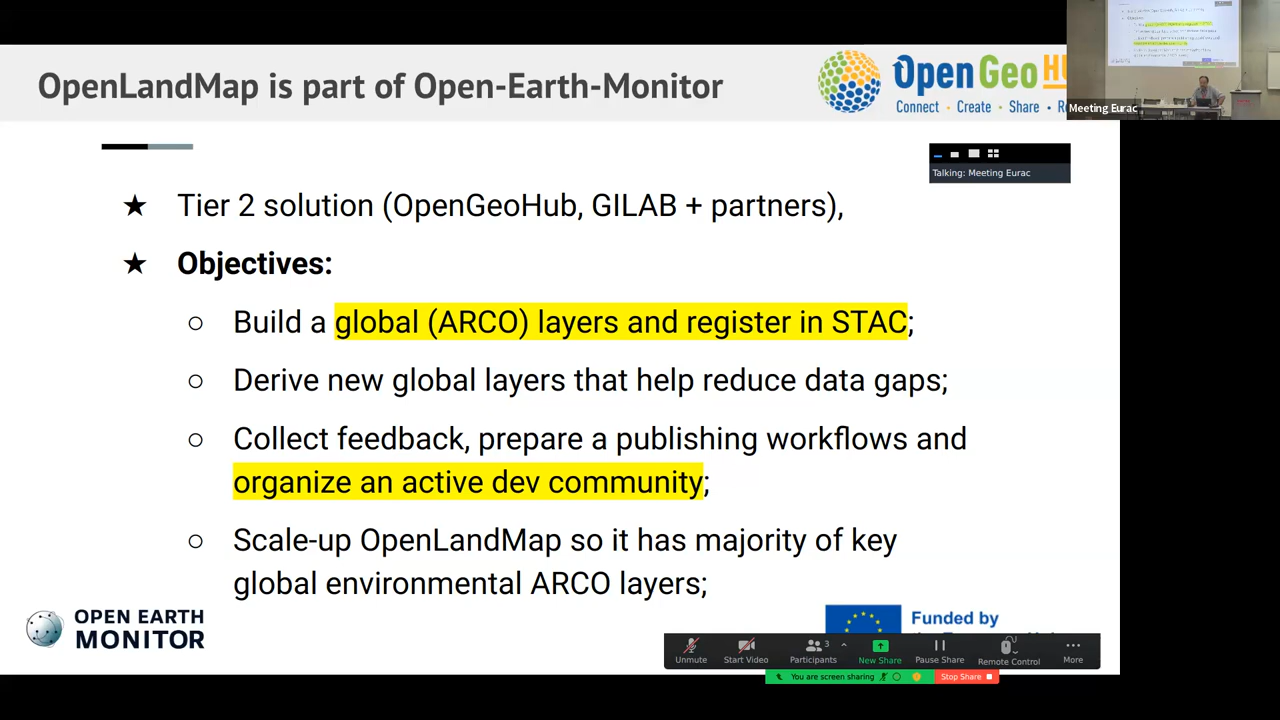 OpenLandMap is part of Open-Earth-Monitor
OpenGeoHU
Connect • Create • Share • R
Meeting Eurac
Talking: Meeting Eurac
★ Tier 2 solution (OpenGeoHub, GILAB + partners),
★ Objectives:
○ Build a global (ARCO) layers and register in STAC;
○ Derive new global layers that help reduce data gaps;
○ Collect feedback, prepare a publishing workflows and
organize an active dev community;
○ Scale-up OpenLandMap so it has majority of key
global environmental ARCO layers;
OPEN EARTH
MONITOR
Funded by
3
Unmute Start Video Participants New Share Pause Share Remote Control More
You are screen sharing Stop Share